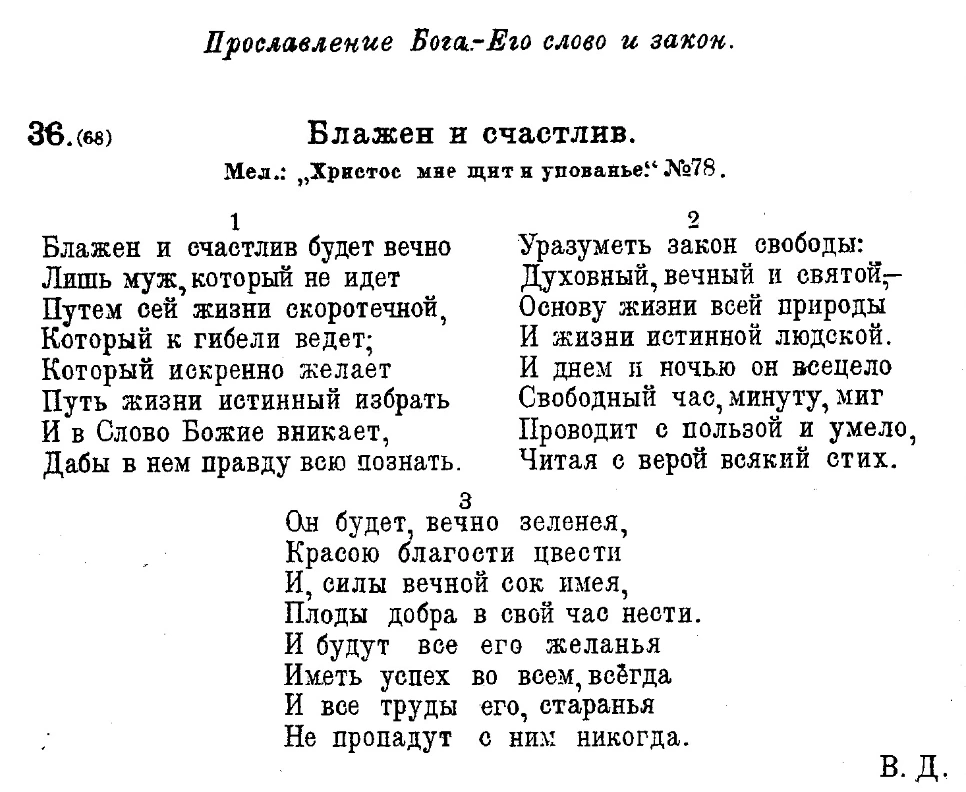 Прославление Бога.-Его слово и закон.
36.(68)
Блажен и счастлив.
Мел.: „Христос мне щит и упованье:“ №78.
1
Блажен и счастлив будет вечно
Лишь муж, который не идет
Путем сей жизни скоротечной,
Который к гибели ведет;
Который искренно желает
Путь жизни истинный избрать
И в Слово Божие вникает,
Дабы в нем правду всю познать.
2
Уразуметь закон свободы:
Духовный, вечный и святой,—
Основу жизни всей природы
И жизни истинной людской.
И днем и ночью он всецело
Свободный час, минуту, миг
Проводит с пользой и умело,
Читая с верой всякий стих.
3
Он будет, вечно зеленея,
Красою благости цвести
И, силы вечной сок имея,
Плоды добра в свой час нести.
И будут все его желанья
Иметь успех во всем, всегда
И все труды его, старанья
Не пропадут с ним никогда.
В. Д.